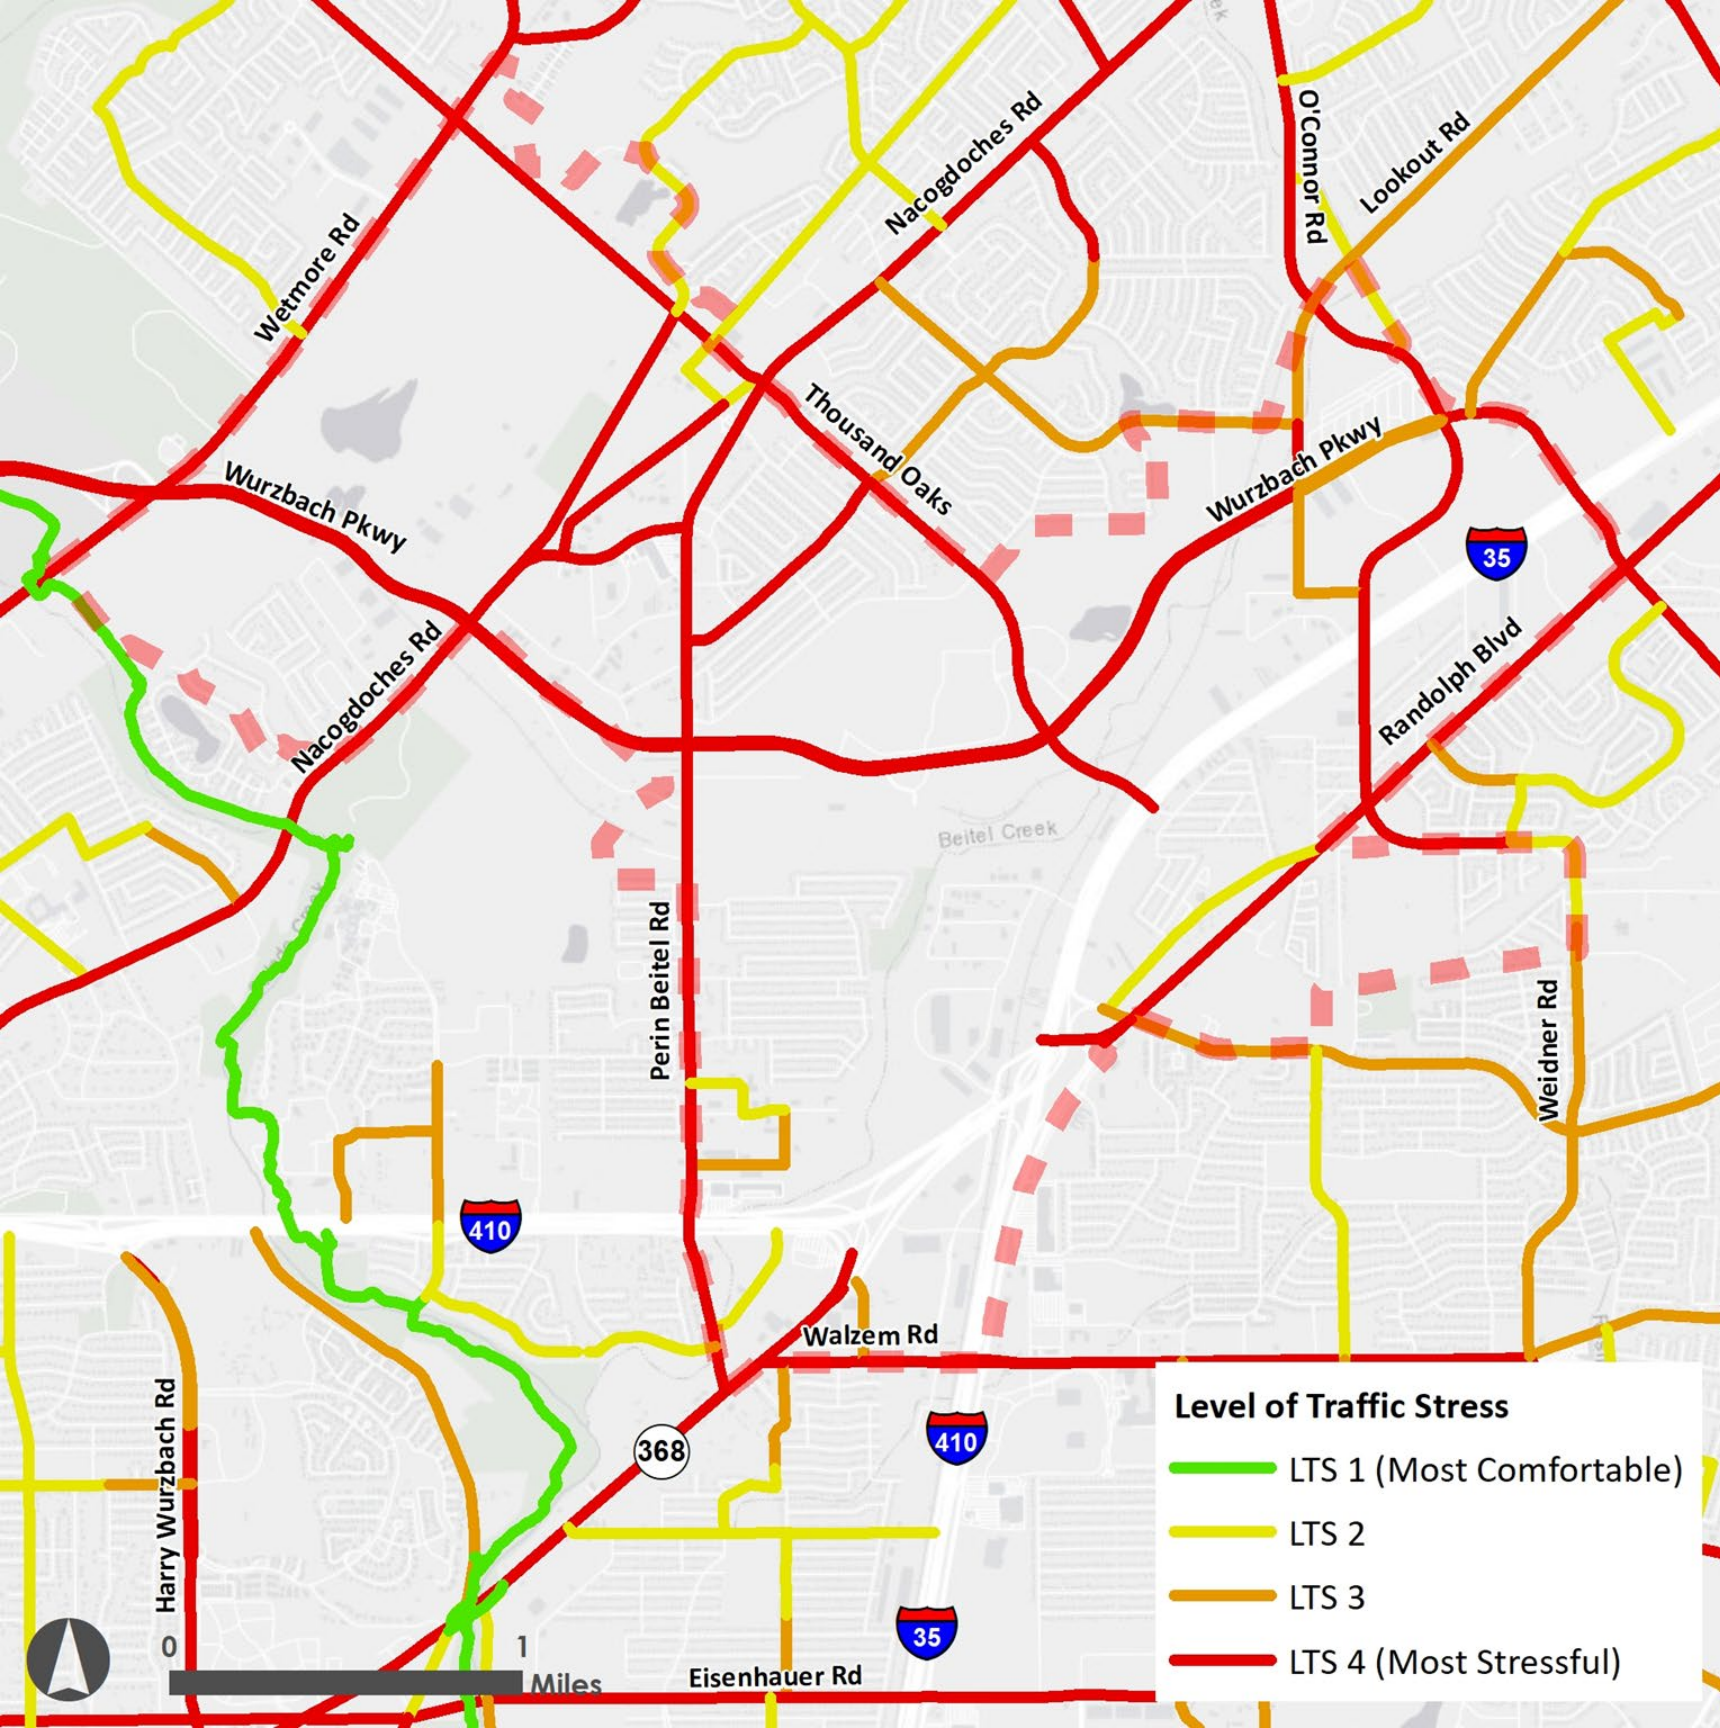 O'Connor Rd
Nacogdoches Rd
Lookout Rd
Wetmore Rd
Thousand Oaks
Wurzbach Pkwy
Wurzbach Pkwy
35
Nacogdoches Rd
Randolph Blvd
Beitel Creek
Perin Beitel Rd
Weidner Rd
410
Walzem Rd
Harry Wurzbach Rd
368
410
35
Eisenhauer Rd
0 1
Miles
Level of Traffic Stress
LTS 1 (Most Comfortable)
LTS 2
LTS 3
LTS 4 (Most Stressful)